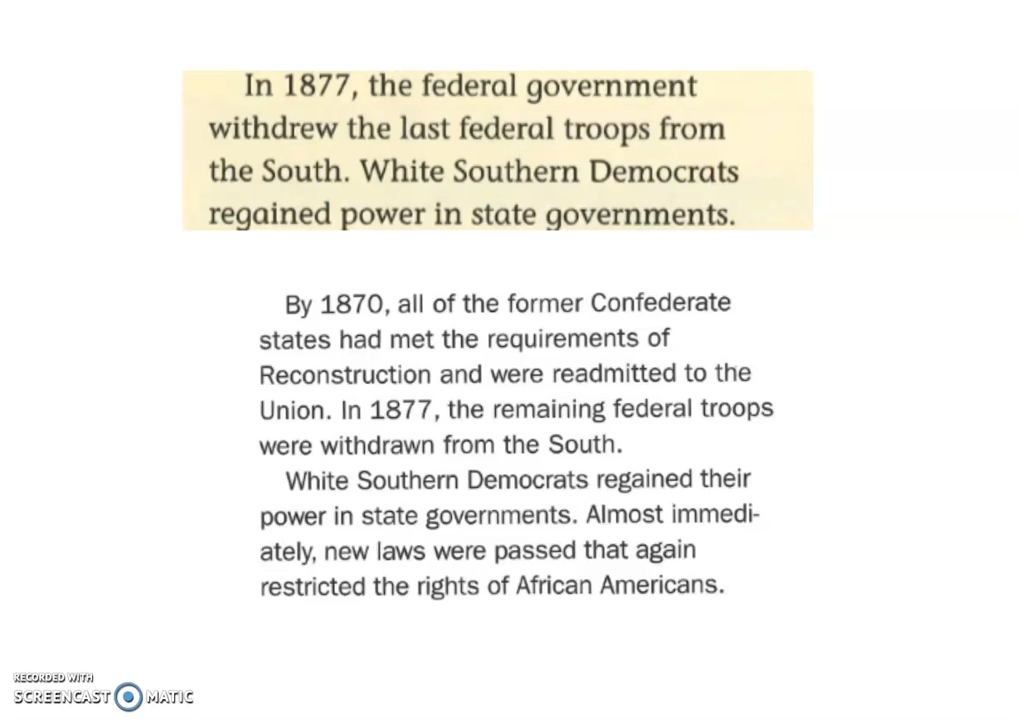 In 1877, the federal government
withdrew the last federal troops from
the South. White Southern Democrats
regained power in state governments.
By 1870, all of the former Confederate
states had met the requirements of
Reconstruction and were readmitted to the
Union. In 1877, the remaining federal troops
were withdrawn from the South.
White Southern Democrats regained their
power in state governments. Almost immedi-
ately, new laws were passed that again
restricted the rights of African Americans.
RECORDED WITH
SCREENCAST MATIC